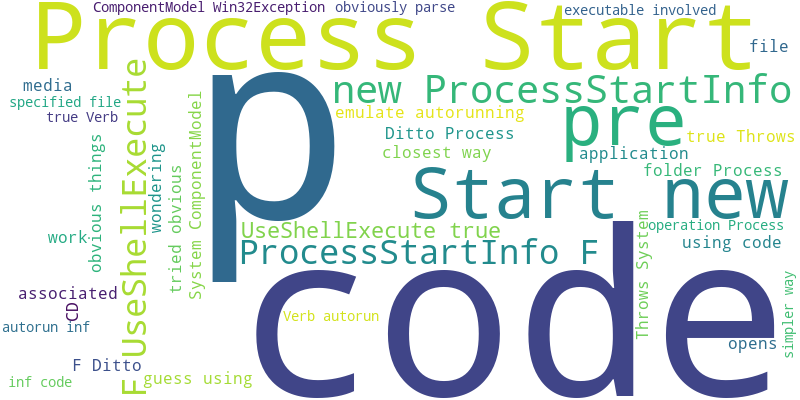 ComponentModel Win32Exception
obviously parse
executable involved
Process Start
file
media
specified file
true Verb
p
new ProcessStartInfo
emulate autorunning
Ditto Process
closest way
pre
true Throws
application
folder Process
UseShellExecute
F
wondering
obvious things
tried obvious
System ComponentModel
Start new
UseShellExecute true
ProcessStartInfo F
operation Process
using code
Throws System
work
associated
CD
autorun inf
code
Verb autorun
opens
simpler way
F Ditto
inf code
guess using